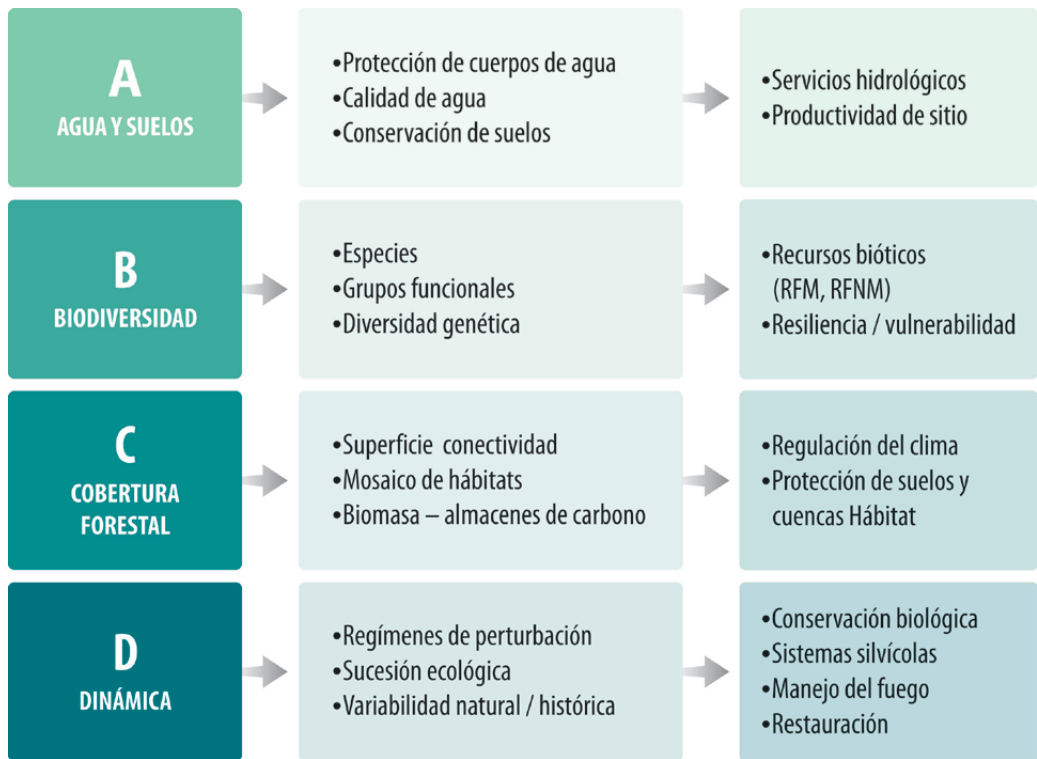 A
AGUA Y SUELOS
•Protección de cuerpos de agua
•Calidad de agua
•Conservación de suelos
•Servicios hidrológicos
•Productividad de sitio
B
BIODIVERSIDAD
•Especies
•Grupos funcionales
•Diversidad genética
•Recursos bióticos
(RFM, RFNM)
•Resiliencia / vulnerabilidad
C
COBERTURA
FORESTAL
•Superficie conectividad
•Mosaico de hábitats
•Biomasa – almacenes de carbono
•Regulación del clima
•Protección de suelos y
cuencas Hábitat
D
DINÁMICA
•Regímenes de perturbación
•Sucesión ecológica
•Variabilidad natural / histórica
•Conservación biológica
•Sistemas silvícolas
•Manejo del fuego
•Restauración